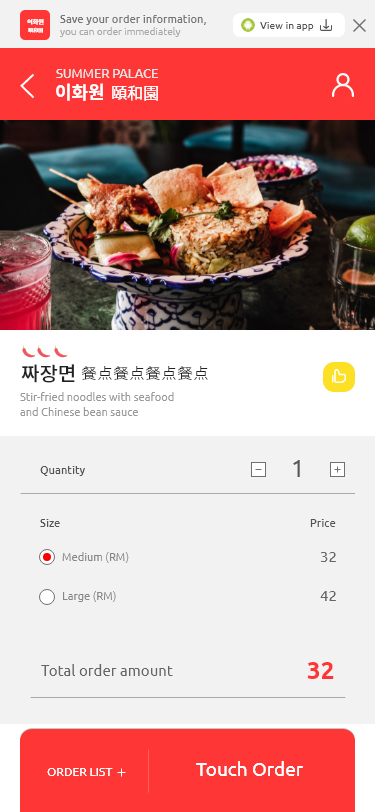 이화원
頤和園
Save your order information,
you can order immediately
View in app
SUMMER PALACE
이화원 頤和園
짜장면 餐点餐点餐点餐点
Stir-fried noodles with seafood
and Chinese bean sauce
Quantity
1
Size Price
Medium (RM) 32
Large (RM) 42
Total order amount 32
ORDER LIST +
Touch Order